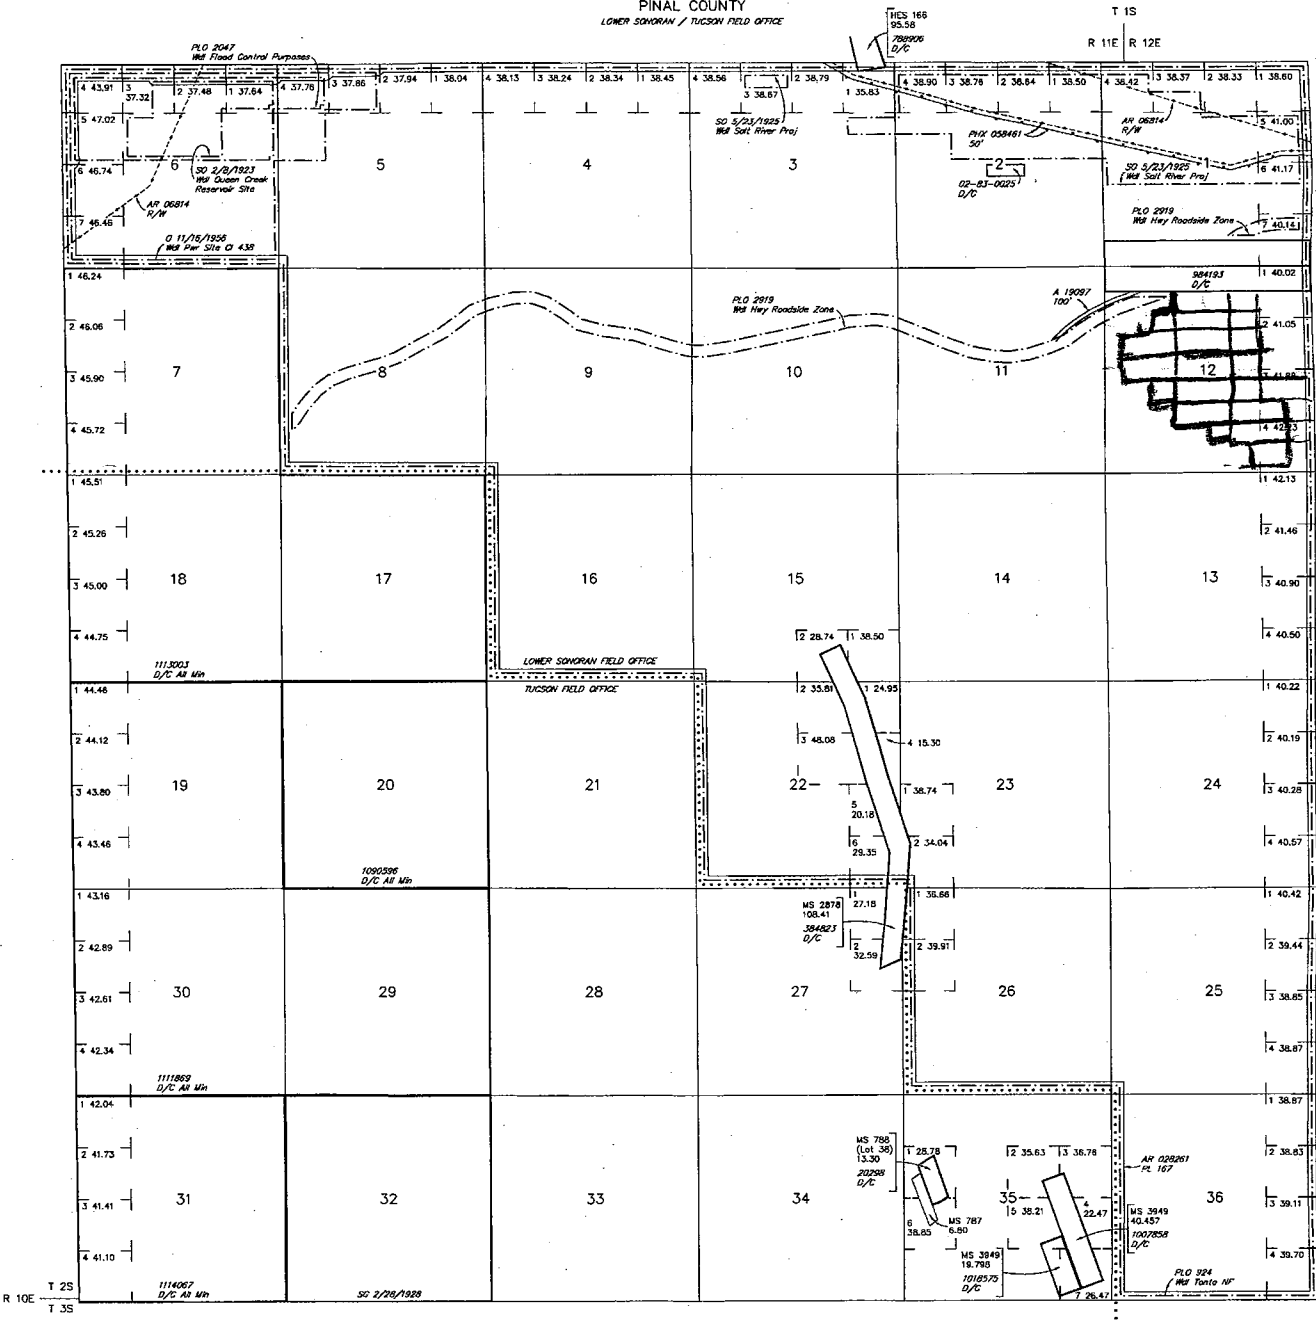 PINAL COUNTY
LOWER SONORAN / TUCSON FIELD OFFICE
HES 166
95.58
788906
D/C
T 1S
R 11E R 12E
PLO 2047
Wdl Flood Control Purposes
4 43.91
3
37.32
2 37.48
1 37.64
4 37.76
3 37.86
2 37.94
1 38.04
4 38.13
3 38.24
2 38.34
1 38.45
4 38.56
3 38.67
2 38.79
1 35.83
4 38.90
3 38.76
2 38.64
1 38.50
4 38.42
3 38.37
2 38.33
1 38.60
5 47.02
6 46.74
7 46.46
6
5
4
3
2
1
SO 5/23/1925
Wdl Salt River Proj
PHX 058461
50'
AR 06814
R/W
5 41.00
SO 2/8/1923
Wdl Queen Creek
Reservoir Site
02-83-0025
D/C
SO 5/23/1925
Wdl Salt River Proj
6 41.17
AR 06814
R/W
PLO 2919
Wdl Hwy Roadside Zone
7 40.14
O 11/16/1956
Wdl Pwr Site Cl 438
1 46.24
984193
D/C
1 40.02
A 19097
100'
PLO 2919
Wdl Hwy Roadside Zone
2 46.06
2 41.05
3 45.90
7
8
9
10
11
12
3 41.88
4 45.72
4 42.23
1 45.51
1 42.13
2 45.26
2 41.46
3 45.00
18
17
16
15
14
13
3 40.90
4 44.75
2 28.74
1 38.50
4 40.50
1113003
D/C All Min
LOWER SONORAN FIELD OFFICE
TUCSON FIELD OFFICE
1 44.46
2 35.81
1 24.95
1 40.22
2 44.12
3 48.08
4 15.30
2 40.19
3 43.80
19
20
21
22
1 38.74
23
24
3 40.28
5
20.18
4 43.46
6
29.35
2 34.04
4 40.57
1090596
D/C All Min
1 43.16
1
27.18
1 36.66
1 40.42
MS 2878
108.41
384823
D/C
2 42.89
2
32.59
2 39.91
2 39.44
3 42.61
30
29
28
27
26
25
3 38.85
4 42.34
4 38.87
1111869
D/C All Min
1 42.04
1 38.87
2 41.73
MS 788
(Lot 38)
13.30
20298
D/C
1 28.78
2 35.63
3 36.76
AR 028261
PL 167
2 38.83
3 41.41
31
32
33
34
35
36
3 39.11
5 38.21
4
22.47
MS 3949
40.457
1007858
D/C
6
38.85
MS 787
6.80
4 41.10
MS 3949
19.798
1018575
D/C
4 39.70
1114067
D/C All Min
SG 2/28/1928
7 26.47
PLO 924
Wdl Tonto NF
R 10E
T 2S
T 3S